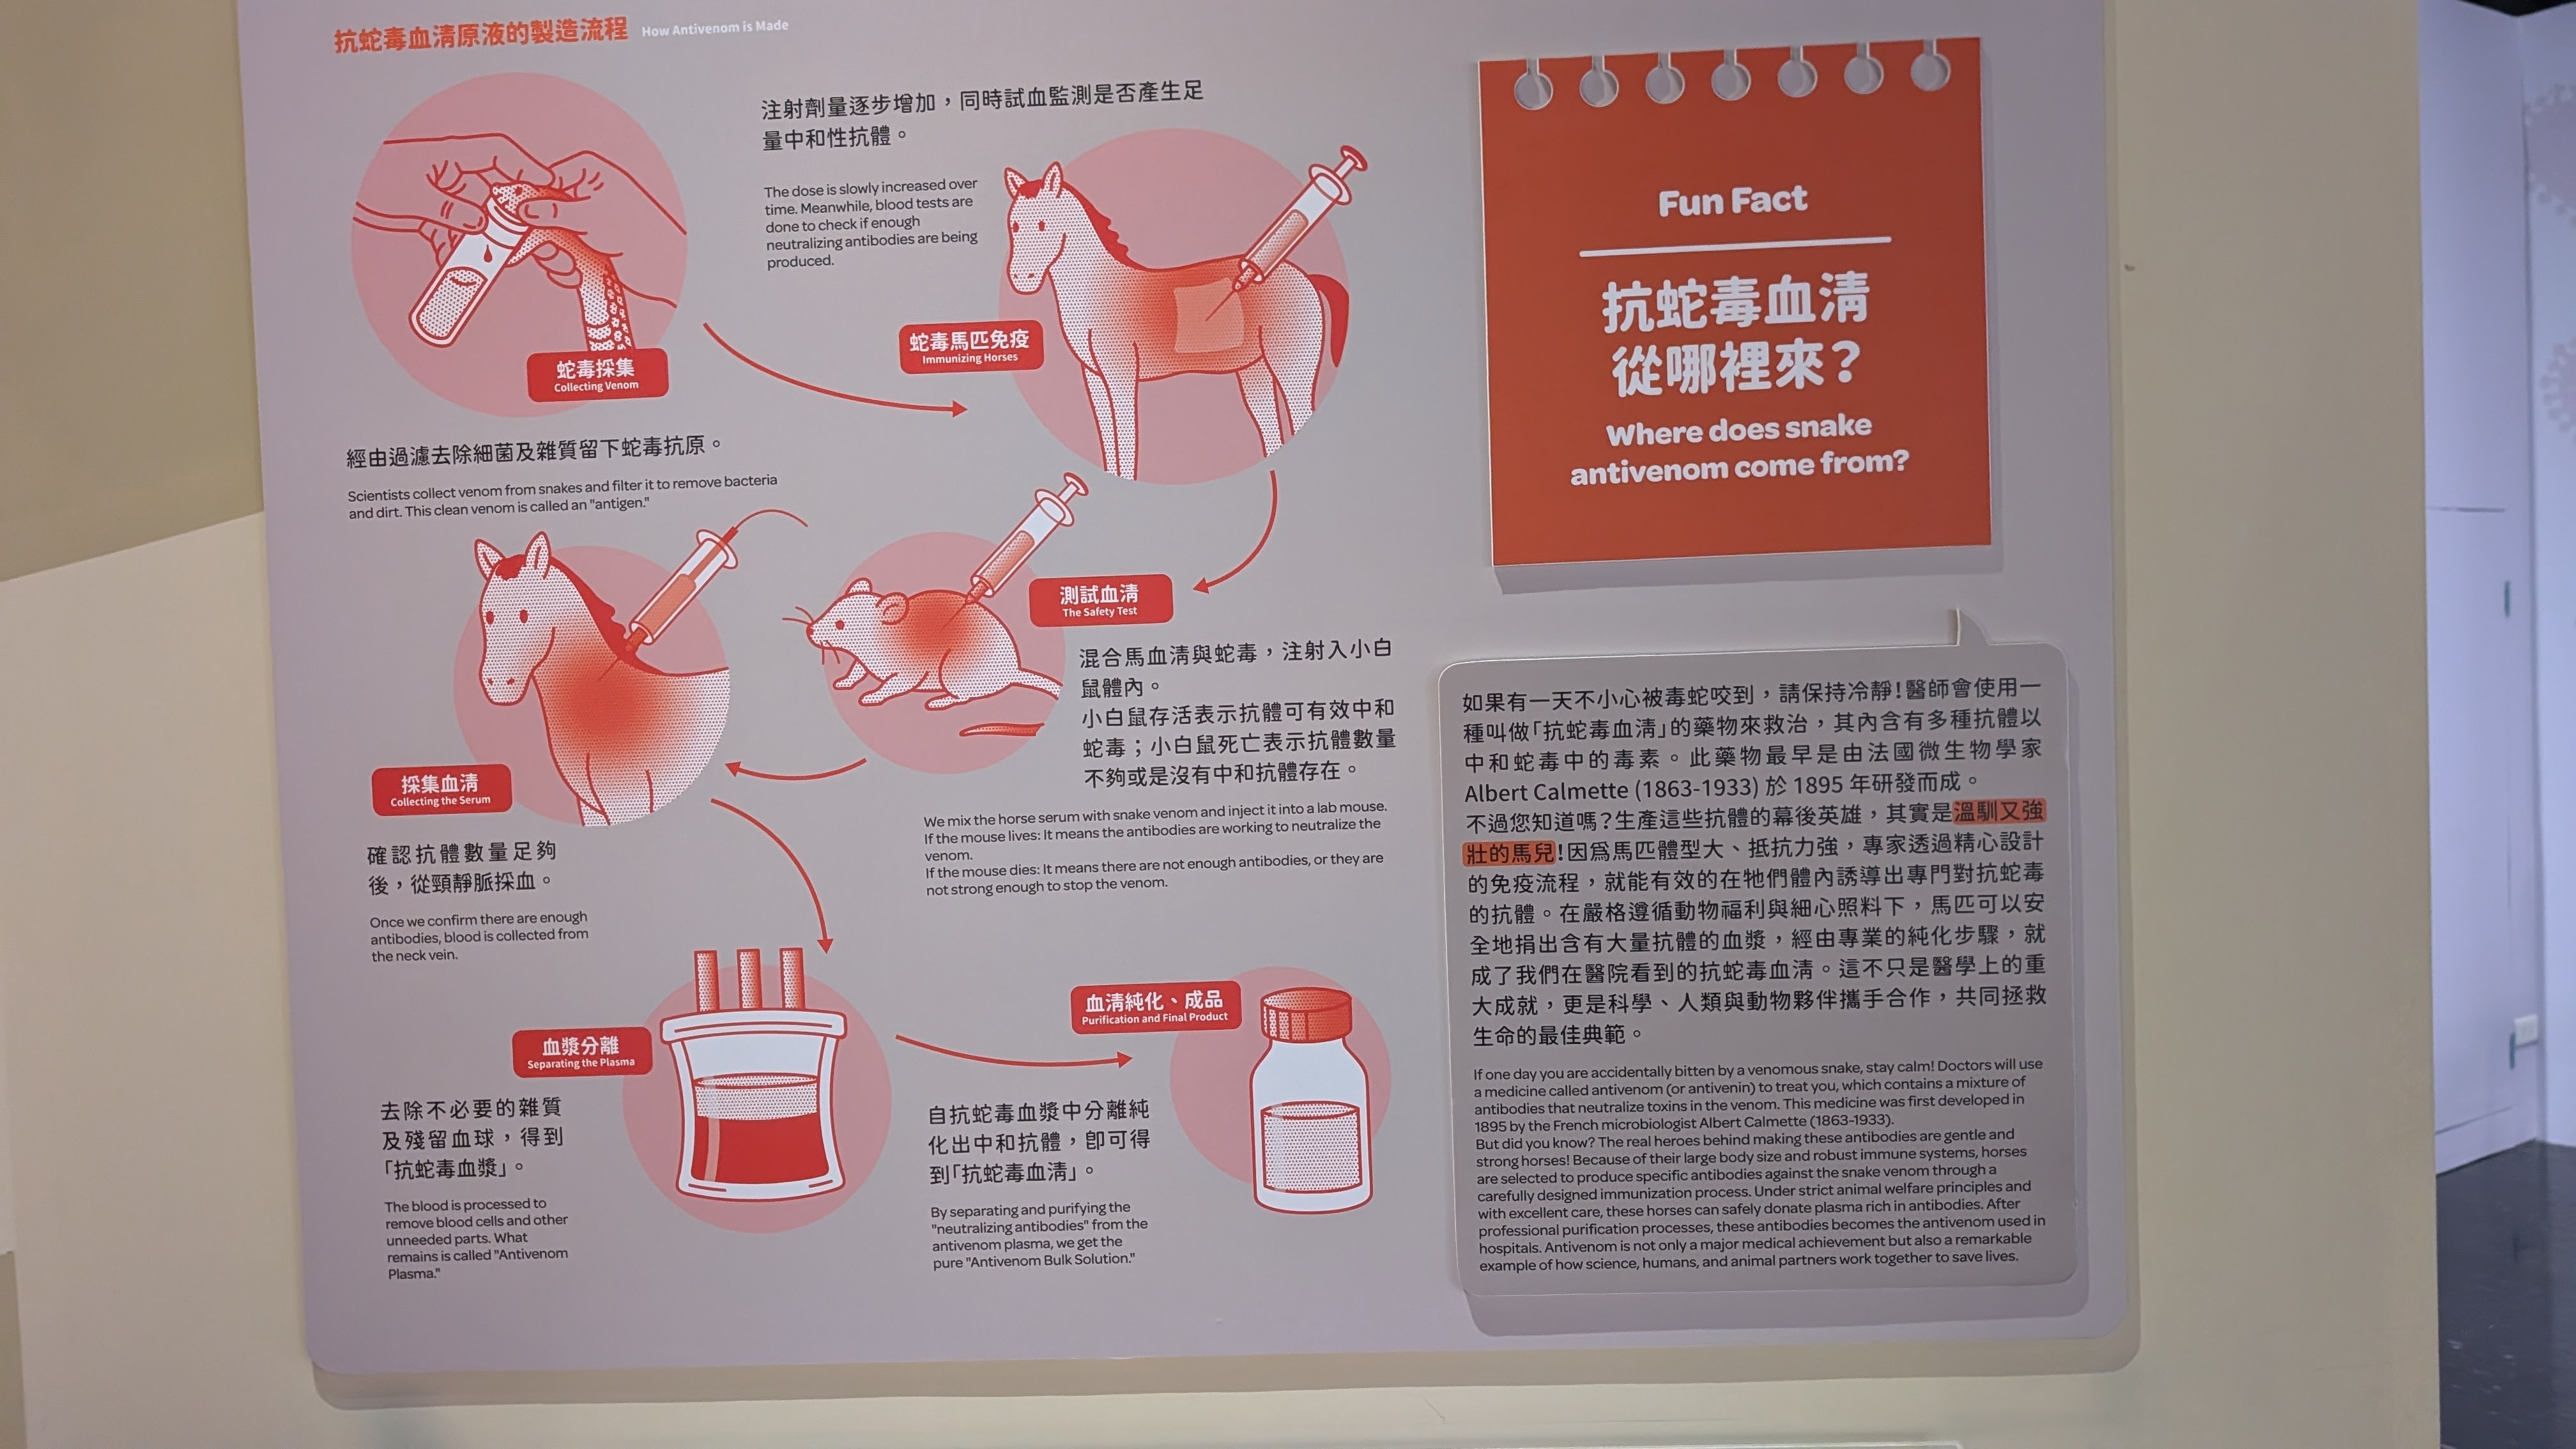 抗蛇毒血清原液的製造流程 How Antivenom is Made
注射劑量逐步增加，同時試血監測是否產生足
量中和性抗體。
The dose is slowly increased over
time. Meanwhile, blood tests are
done to check if enough
neutralizing antibodies are being
produced.
蛇毒採集
Collecting Venom
蛇毒馬匹免疫
Immunizing Horses
經由過濾去除細菌及雜質留下蛇毒抗原。
Scientists collect venom from snakes and filter it to remove bacteria
and dirt. This clean venom is called an "antigen."
測試血清
The Safety Test
混合馬血清與蛇毒，注射入小白
鼠體內。
小白鼠存活表示抗體可有效中和
蛇毒；小白鼠死亡表示抗體數量
不夠或是沒有中和抗體存在。
We mix the horse serum with snake venom and inject it into a lab mouse.
If the mouse lives: It means the antibodies are working to neutralize the
venom.
If the mouse dies: It means there are not enough antibodies, or they are
not strong enough to stop the venom.
採集血清
Collecting the Serum
確認抗體數量足夠
後，從頸靜脈採血。
Once we confirm there are enough
antibodies, blood is collected from
the neck vein.
血漿分離
Separating the Plasma
去除不必要的雜質
及殘留血球，得到
「抗蛇毒血漿」。
The blood is processed to
remove blood cells and other
unneeded parts. What
remains is called "Antivenom
Plasma."
血清純化、成品
Purification and Final Product
自抗蛇毒血漿中分離純
化出中和抗體，即可得
到「抗蛇毒血清」。
By separating and purifying the
"neutralizing antibodies" from the
antivenom plasma, we get the
pure "Antivenom Bulk Solution."
Fun Fact
抗蛇毒血清
從哪裡來？
Where does snake
antivenom come from?
如果有一天不小心被毒蛇咬到，請保持冷靜！醫師會使用一
種叫做「抗蛇毒血清」的藥物來救治，其內含有多種抗體以
中和蛇毒中的毒素。此藥物最早是由法國微生物學家
Albert Calmette (1863-1933) 於 1895 年研發而成。
不過您知道嗎？生產這些抗體的幕後英雄，其實是溫馴又強
壯的馬兒！因為馬匹體型大、抵抗力強，專家透過精心設計
的免疫流程，就能有效的在牠們體內誘導出專門對抗蛇毒
的抗體。在嚴格遵循動物福利與細心照料下，馬匹可以安
全地捐出含有大量抗體的血漿，經由專業的純化步驟，就
成了我們在醫院看到的抗蛇毒血清。這不只是醫學上的重
大成就，更是科學、人類與動物夥伴攜手合作，共同拯救
生命的最佳典範。
If one day you are accidentally bitten by a venomous snake, stay calm! Doctors will use
a medicine called antivenom (or antivenin) to treat you, which contains a mixture of
antibodies that neutralize toxins in the venom. This medicine was first developed in
1895 by the French microbiologist Albert Calmette (1863-1933).
But did you know? The real heroes behind making these antibodies are gentle and
strong horses! Because of their large body size and robust immune systems, horses
are selected to produce specific antibodies against the snake venom through a
carefully designed immunization process. Under strict animal welfare principles and
with excellent care, these horses can safely donate plasma rich in antibodies. After
professional purification processes, these antibodies becomes the antivenom used in
hospitals. Antivenom is not only a major medical achievement but also a remarkable
example of how science, humans, and animal partners work together to save lives.